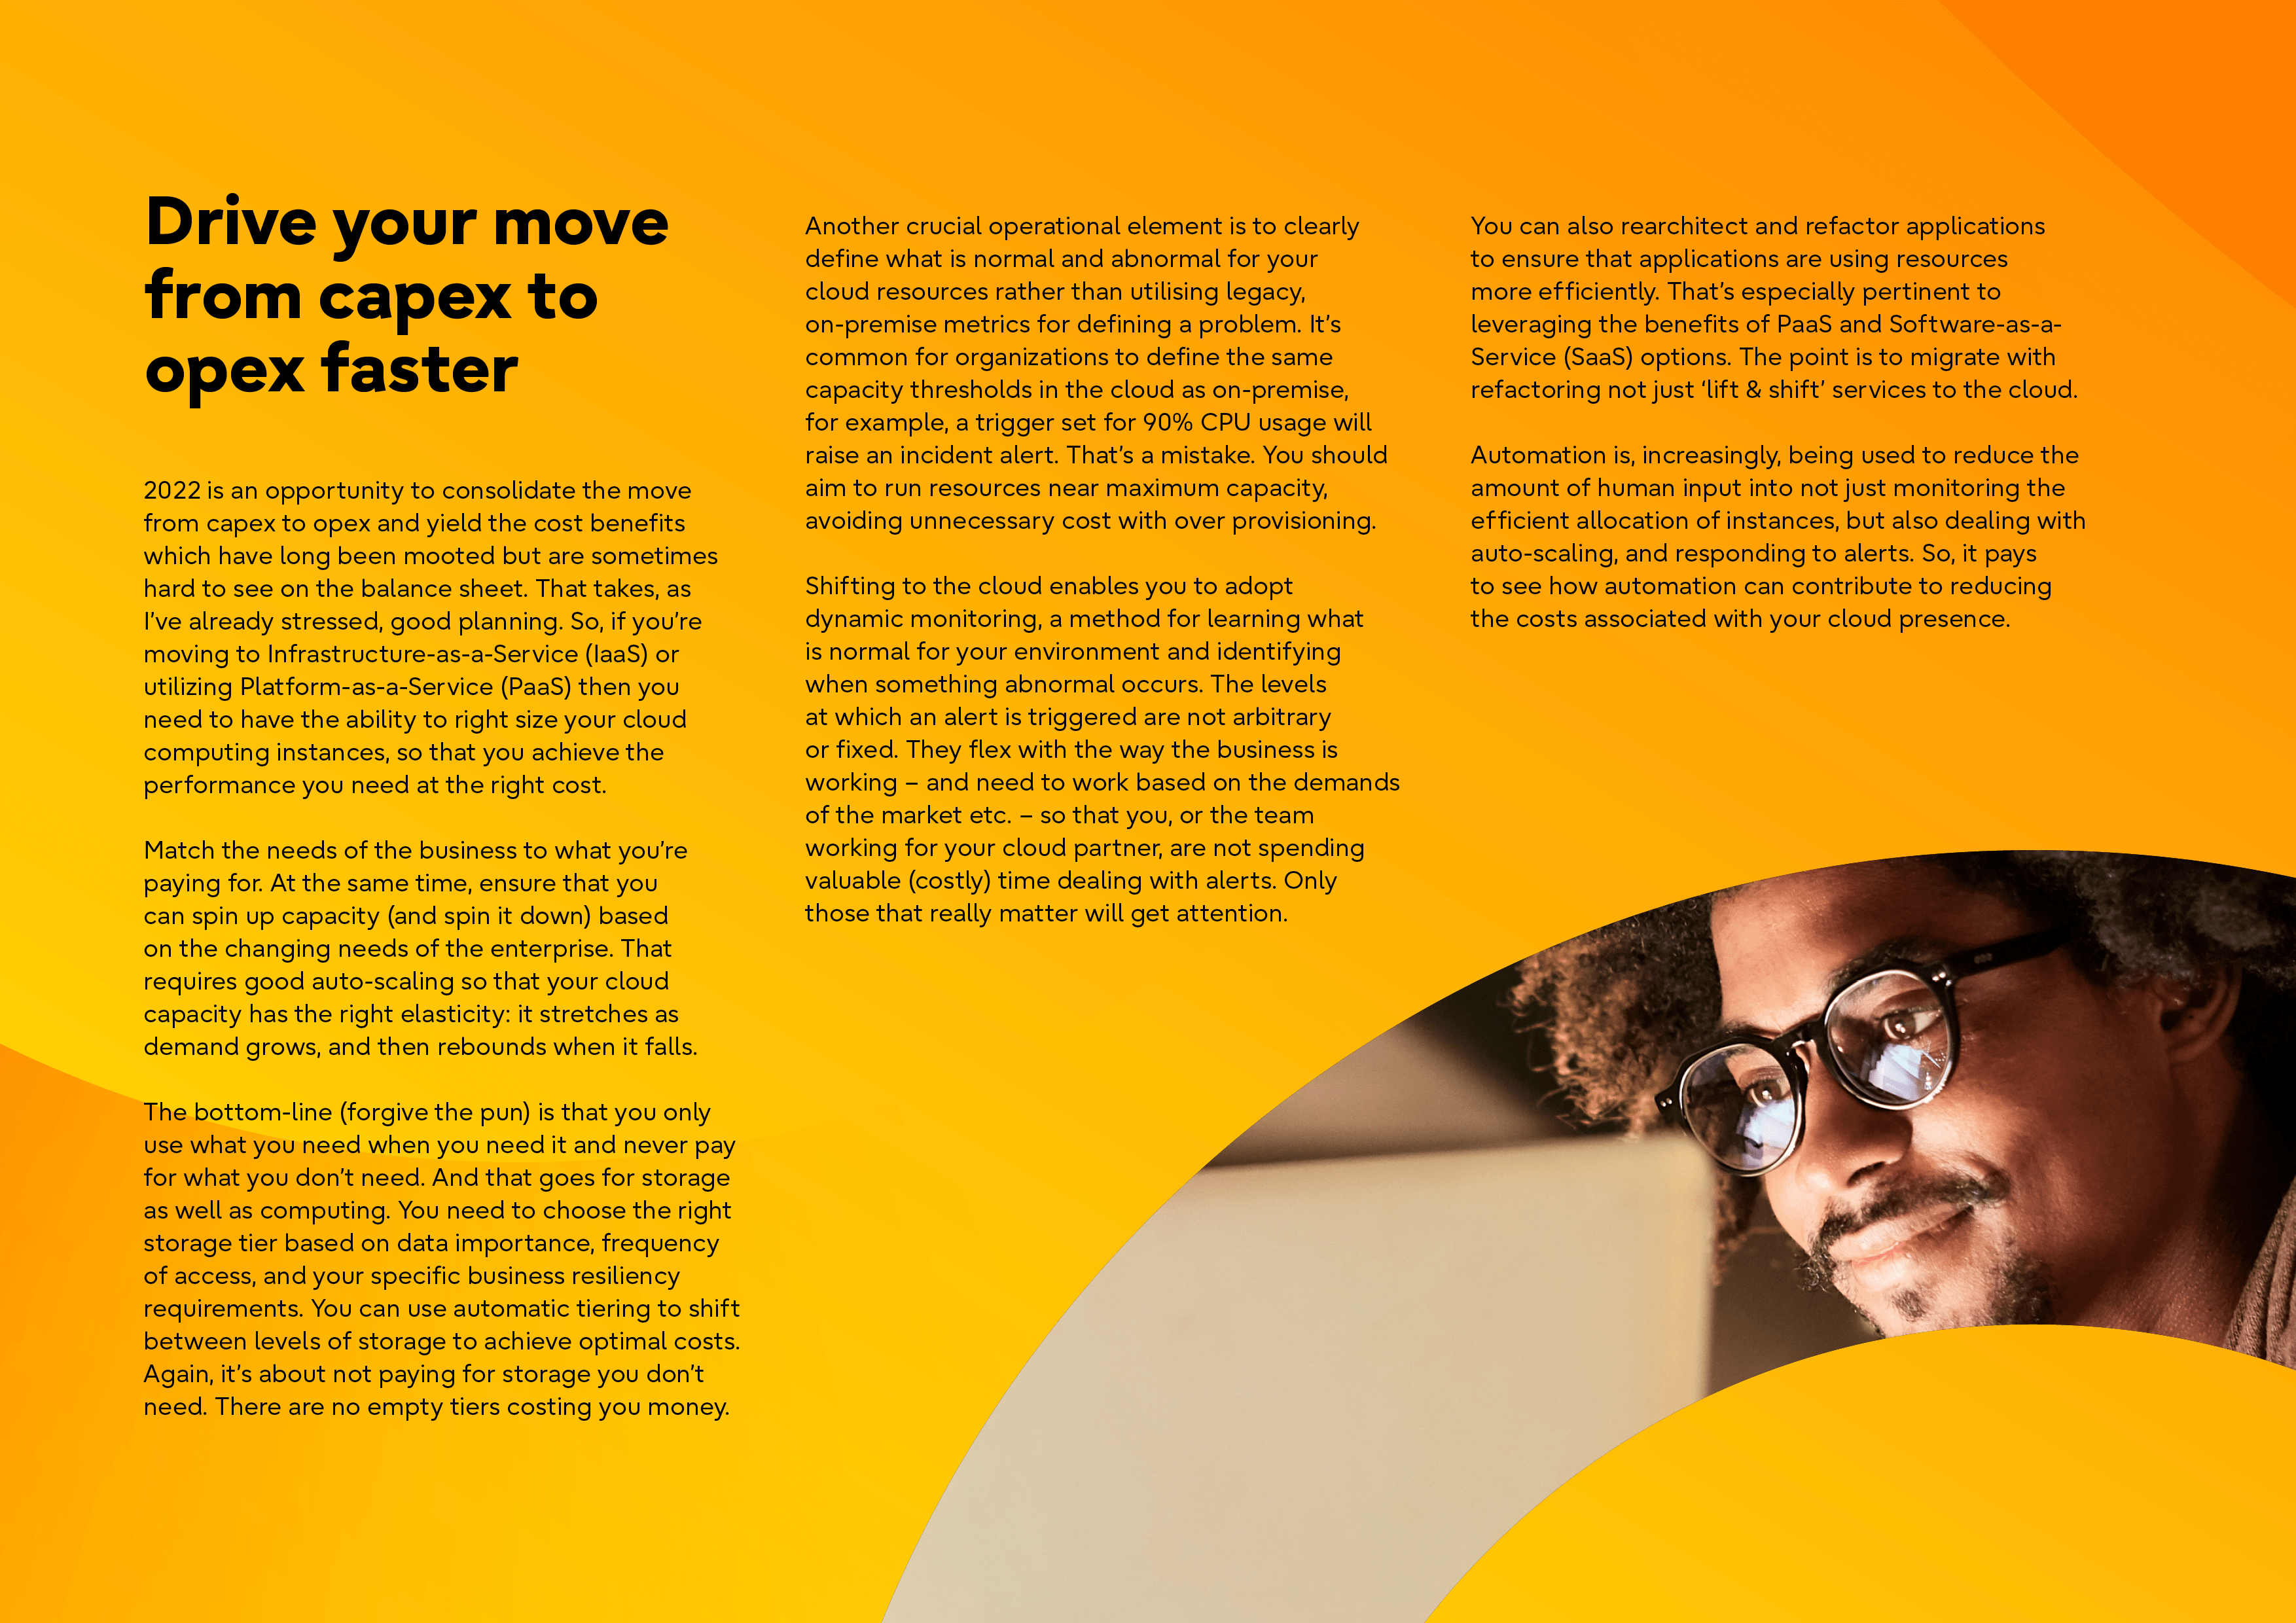 Drive your move
from capex to
opex faster
2022 is an opportunity to consolidate the move
from capex to opex and yield the cost benefits
which have long been mooted but are sometimes
hard to see on the balance sheet. That takes, as
I’ve already stressed, good planning. So, if you’re
moving to Infrastructure-as-a-Service (IaaS) or
utilizing Platform-as-a-Service (PaaS) then you
need to have the ability to right size your cloud
computing instances, so that you achieve the
performance you need at the right cost.
Match the needs of the business to what you’re
paying for. At the same time, ensure that you
can spin up capacity (and spin it down) based
on the changing needs of the enterprise. That
requires good auto-scaling so that your cloud
capacity has the right elasticity: it stretches as
demand grows, and then rebounds when it falls.
The bottom-line (forgive the pun) is that you only
use what you need when you need it and never pay
for what you don’t need. And that goes for storage
as well as computing. You need to choose the right
storage tier based on data importance, frequency
of access, and your specific business resiliency
requirements. You can use automatic tiering to shift
between levels of storage to achieve optimal costs.
Again, it’s about not paying for storage you don’t
need. There are no empty tiers costing you money.
Another crucial operational element is to clearly
define what is normal and abnormal for your
cloud resources rather than utilising legacy,
on-premise metrics for defining a problem. It’s
common for organizations to define the same
capacity thresholds in the cloud as on-premise,
for example, a trigger set for 90% CPU usage will
raise an incident alert. That’s a mistake. You should
aim to run resources near maximum capacity,
avoiding unnecessary cost with over provisioning.
Shifting to the cloud enables you to adopt
dynamic monitoring, a method for learning what
is normal for your environment and identifying
when something abnormal occurs. The levels
at which an alert is triggered are not arbitrary
or fixed. They flex with the way the business is
working – and need to work based on the demands
of the market etc. – so that you, or the team
working for your cloud partner, are not spending
valuable (costly) time dealing with alerts. Only
those that really matter will get attention.
You can also rearchitect and refactor applications
to ensure that applications are using resources
more efficiently. That’s especially pertinent to
leveraging the benefits of PaaS and Software-as-a-
Service (SaaS) options. The point is to migrate with
refactoring not just ‘lift & shift’ services to the cloud.
Automation is, increasingly, being used to reduce the
amount of human input into not just monitoring the
efficient allocation of instances, but also dealing with
auto-scaling, and responding to alerts. So, it pays
to see how automation can contribute to reducing
the costs associated with your cloud presence.